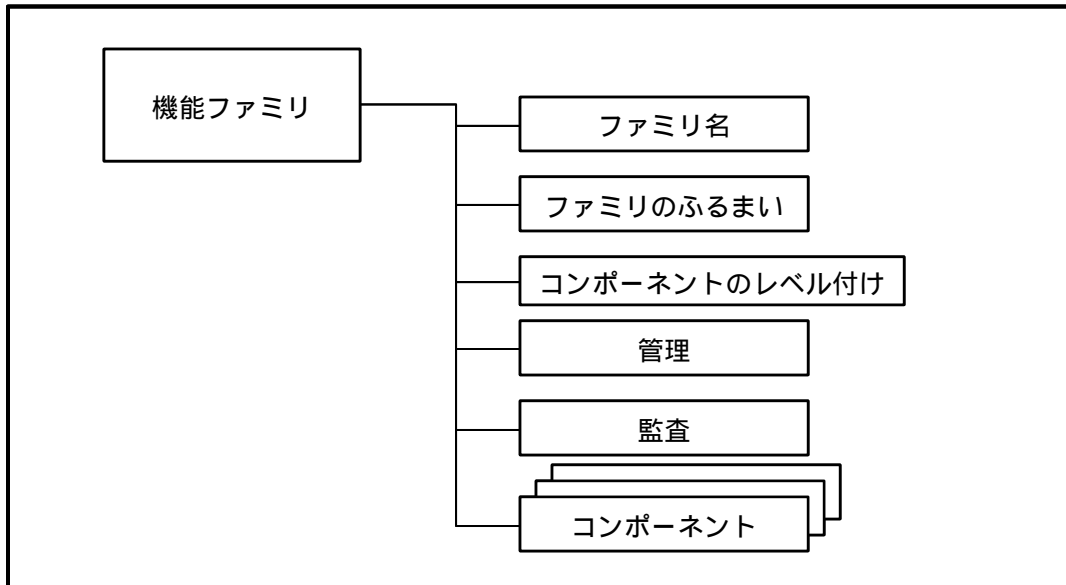 機能ファミリ
ファミリ名
ファミリのふるまい
コンポーネントのレベル付け
管理
監査
コンポーネント